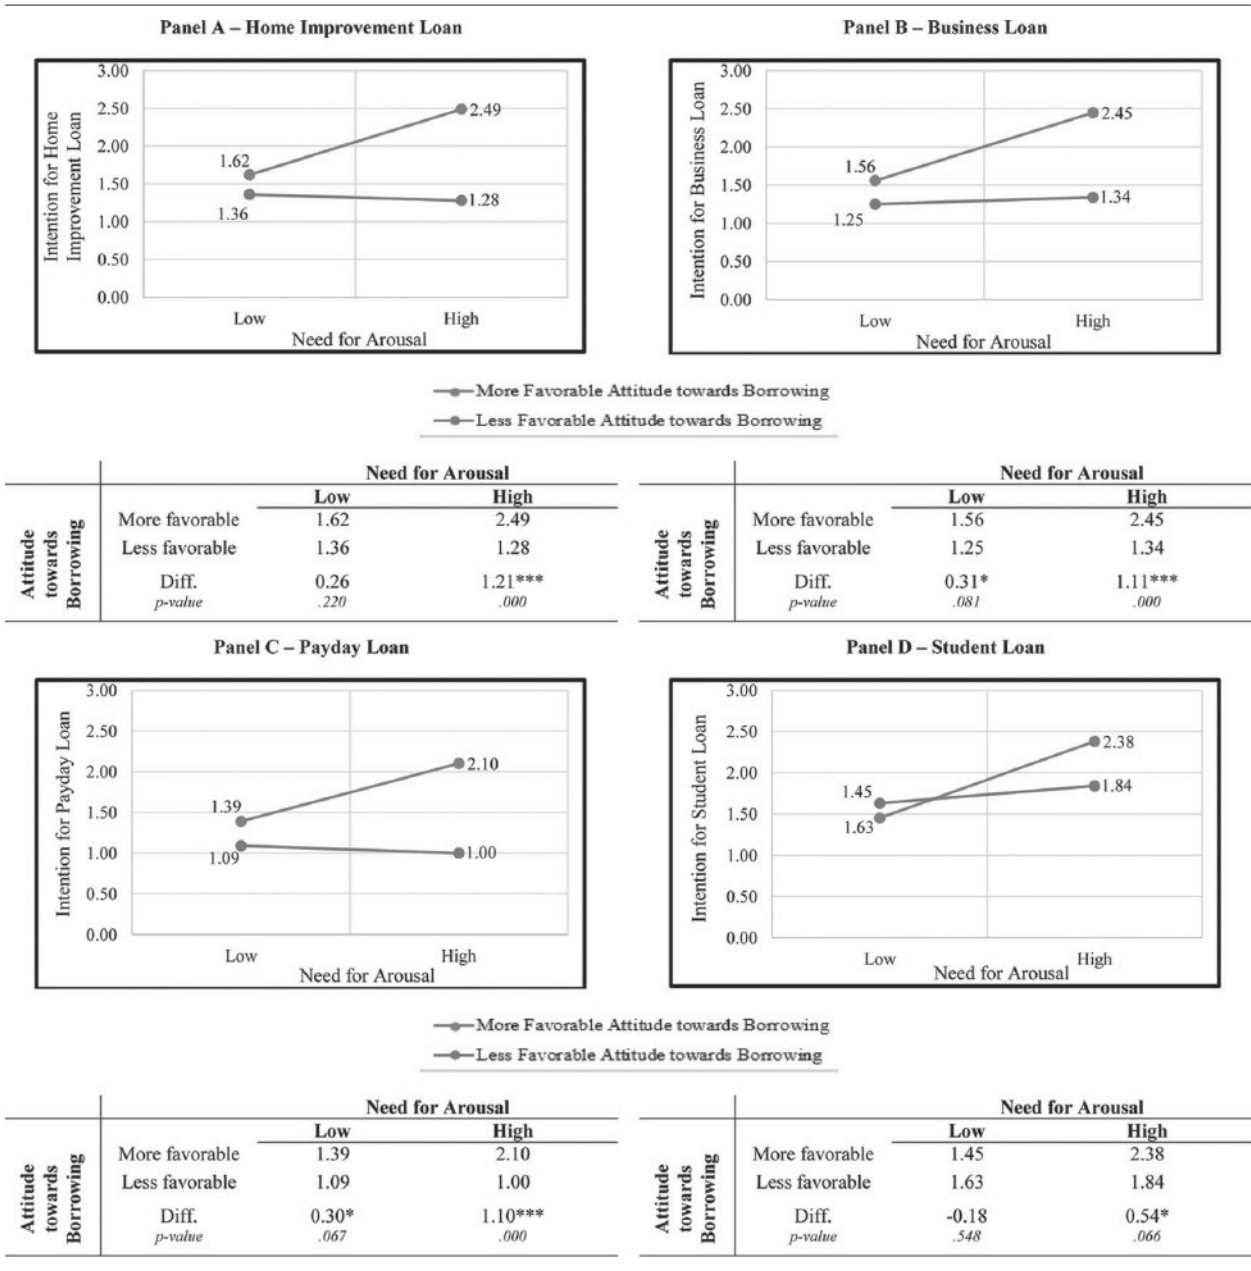 Panel A – Home Improvement Loan
Intention for Home
Improvement Loan
3.00
2.50
2.00
1.50
1.00
0.50
0.00
1.62
2.49
1.36
1.28
Low
High
Need for Arousal
Panel B – Business Loan
Intention for Business Loan
3.00
2.50
2.00
1.50
1.00
0.50
0.00
1.56
2.45
1.25
1.34
Low
High
Need for Arousal
More Favorable Attitude towards Borrowing
Less Favorable Attitude towards Borrowing
Attitude
towards
Borrowing
Need for Arousal
Low High
More favorable 1.62 2.49
Less favorable 1.36 1.28
Diff. 0.26 1.21***
p-value .220 .000
Attitude
towards
Borrowing
Need for Arousal
Low High
More favorable 1.56 2.45
Less favorable 1.25 1.34
Diff. 0.31* 1.11***
p-value .081 .000
Panel C – Payday Loan
Intention for Payday Loan
3.00
2.50
2.00
1.50
1.00
0.50
0.00
1.39
2.10
1.09
1.00
Low
High
Need for Arousal
Panel D – Student Loan
Intention for Student Loan
3.00
2.50
2.00
1.50
1.00
0.50
0.00
1.45
2.38
1.63
1.84
Low
High
Need for Arousal
More Favorable Attitude towards Borrowing
Less Favorable Attitude towards Borrowing
Attitude
towards
Borrowing
Need for Arousal
Low High
More favorable 1.39 2.10
Less favorable 1.09 1.00
Diff. 0.30* 1.10***
p-value .067 .000
Attitude
towards
Borrowing
Need for Arousal
Low High
More favorable 1.45 2.38
Less favorable 1.63 1.84
Diff. -0.18 0.54*
p-value .548 .066